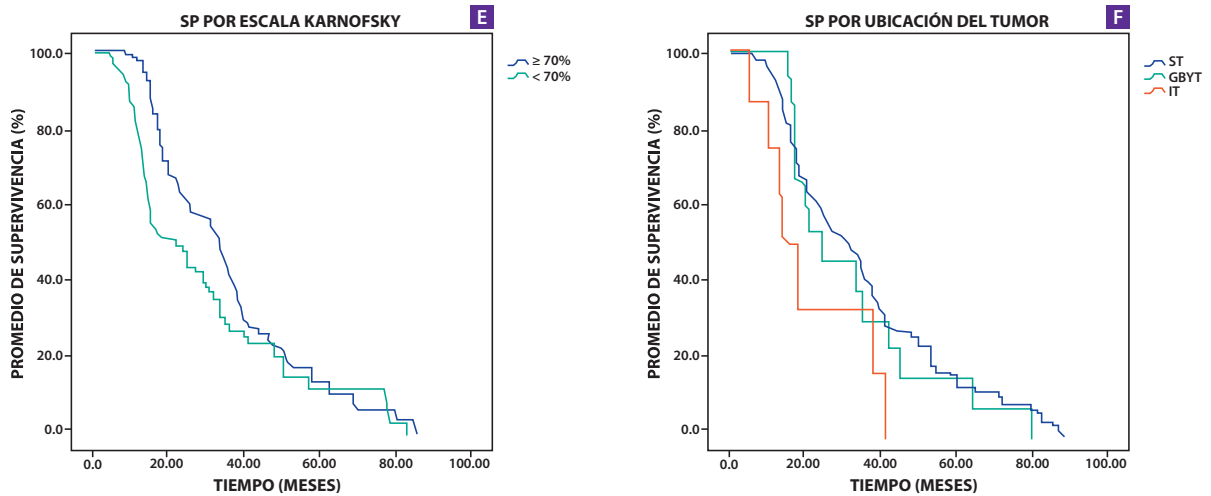 SP POR ESCALA KARNOFSKY
E
PROMEDIO DE SUPERVIVENCIA (%)
100.0
80.0
60.0
40.0
20.0
0.0
0.0 20.00 40.00 60.00 80.00 100.00
TIEMPO (MESES)
≥ 70%
< 70%
SP POR UBICACIÓN DEL TUMOR
F
PROMEDIO DE SUPERVIVENCIA (%)
100.0
80.0
60.0
40.0
20.0
0.0
0.0 20.00 40.00 60.00 80.00 100.00
TIEMPO (MESES)
ST
GBYT
IT